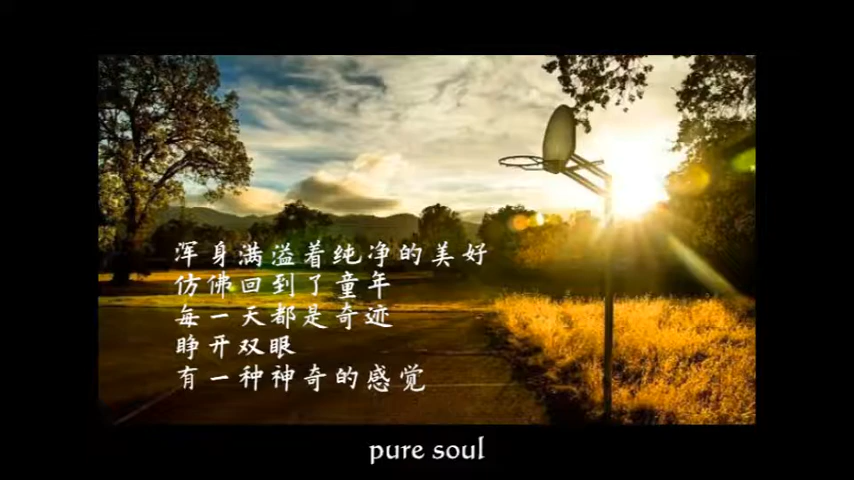 浑身满溢着纯净的美好
仿佛回到了童年
每一天都是奇迹
睁开双眼
有一种神奇的感觉
pure soul